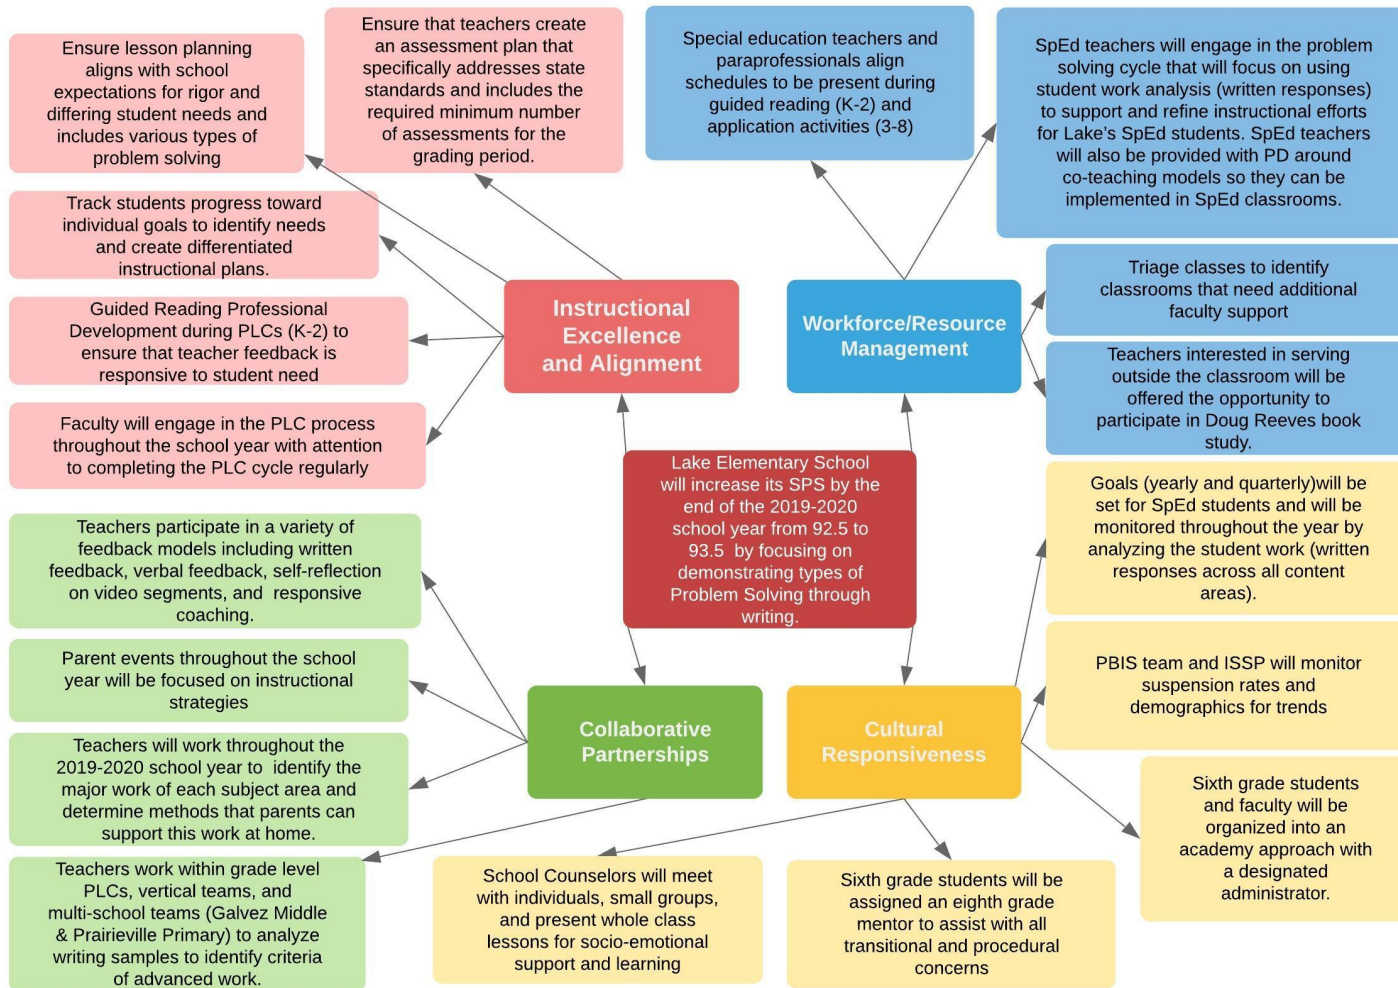 Ensure lesson planning
aligns with school
expectations for rigor and
differing student needs and
includes various types of
problem solving
Ensure that teachers create
an assessment plan that
specifically addresses state
standards and includes the
required minimum number
of assessments for the
grading period.
Special education teachers and
paraprofessionals align
schedules to be present during
guided reading (K-2) and
application activities (3-8)
SpEd teachers will engage in the problem
solving cycle that will focus on using
student work analysis (written responses)
to support and refine instructional efforts
for Lake's SpEd students. SpEd teachers
will also be provided with PD around
co-teaching models so they can be
implemented in SpEd classrooms.
Track students progress toward
individual goals to identify needs
and create differentiated
instructional plans.
Guided Reading Professional
Development during PLCs (K-2) to
ensure that teacher feedback is
responsive to student need
Faculty will engage in the PLC process
throughout the school year with attention
to completing the PLC cycle regularly
Instructional
Excellence
and Alignment
Workforce/Resource
Management
Triage classes to identify
classrooms that need additional
faculty support
Teachers interested in serving
outside the classroom will be
offered the opportunity to
participate in Doug Reeves book
study.
Lake Elementary School
will increase its SPS by the
end of the 2019-2020
school year from 92.5 to
93.5 by focusing on
demonstrating types of
Problem Solving through
writing.
Teachers participate in a variety of
feedback models including written
feedback, verbal feedback, self-reflection
on video segments, and responsive
coaching.
Parent events throughout the school
year will be focused on instructional
strategies
Teachers will work throughout the
2019-2020 school year to identify the
major work of each subject area and
determine methods that parents can
support this work at home.
Teachers work within grade level
PLCs, vertical teams, and
multi-school teams (Galvez Middle
& Prairieville Primary) to analyze
writing samples to identify criteria
of advanced work.
Collaborative
Partnerships
Cultural
Responsiveness
Goals (yearly and quarterly)will be
set for SpEd students and will be
monitored throughout the year by
analyzing the student work (written
responses across all content
areas).
PBIS team and ISSP will monitor
suspension rates and
demographics for trends
Sixth grade students
and faculty will be
organized into an
academy approach with
a designated
administrator.
School Counselors will meet
with individuals, small groups,
and present whole class
lessons for socio-emotional
support and learning
Sixth grade students will be
assigned an eighth grade
mentor to assist with all
transitional and procedural
concerns